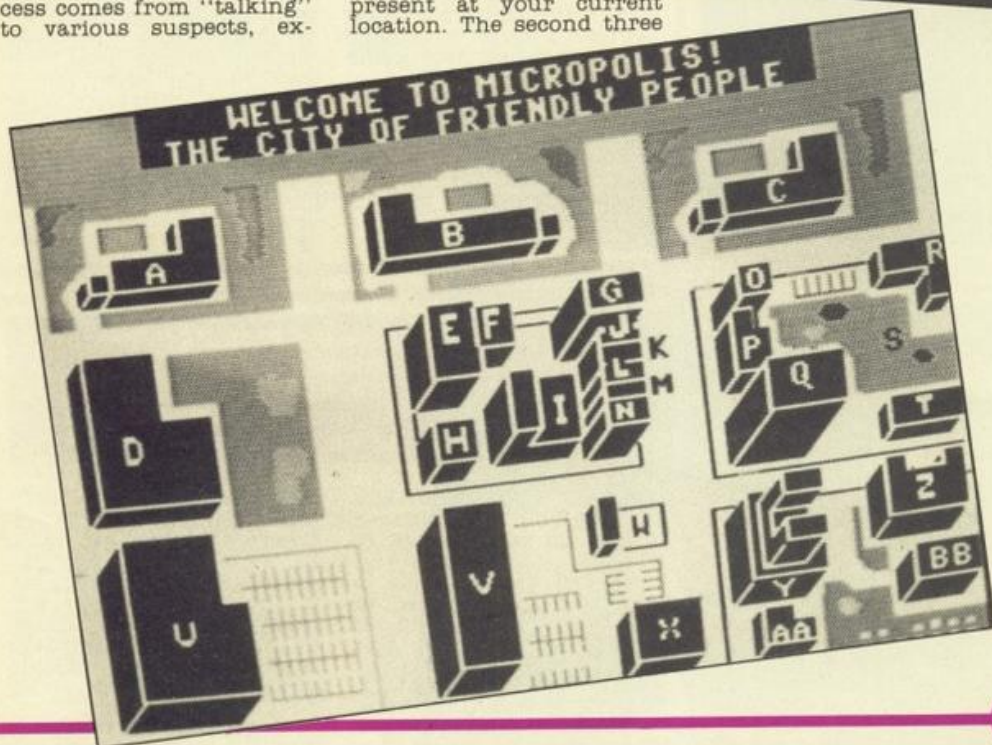 cess comes from "talking"
to various suspects, ex-
present at your current
location. The second three
WELCOME TO MICROPOLIS!
THE CITY OF FRIENDLY PEOPLE
A
B
C
D
E
F
G
J
K
L
M
N
H
I
O
R
P
S
Q
T
U
V
W
X
Y
Z
AA
BB